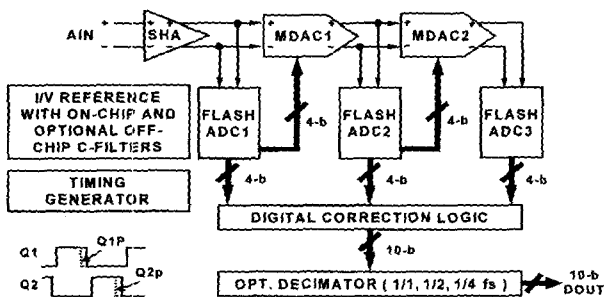 AIN
SHA
MDAC1
MDAC2
I/V REFERENCE
WITH ON-CHIP AND
OPTIONAL OFF-
CHIP C-FILTERS
FLASH
ADC1
4-b
FLASH
ADC2
4-b
FLASH
ADC3
TIMING
GENERATOR
4-b
4-b
4-b
DIGITAL CORRECTION LOGIC
Q1
Q1P
10-b
Q2
Q2p
OPT. DECIMATOR ( 1/1, 1/2, 1/4 fs )
10-b
DOUT